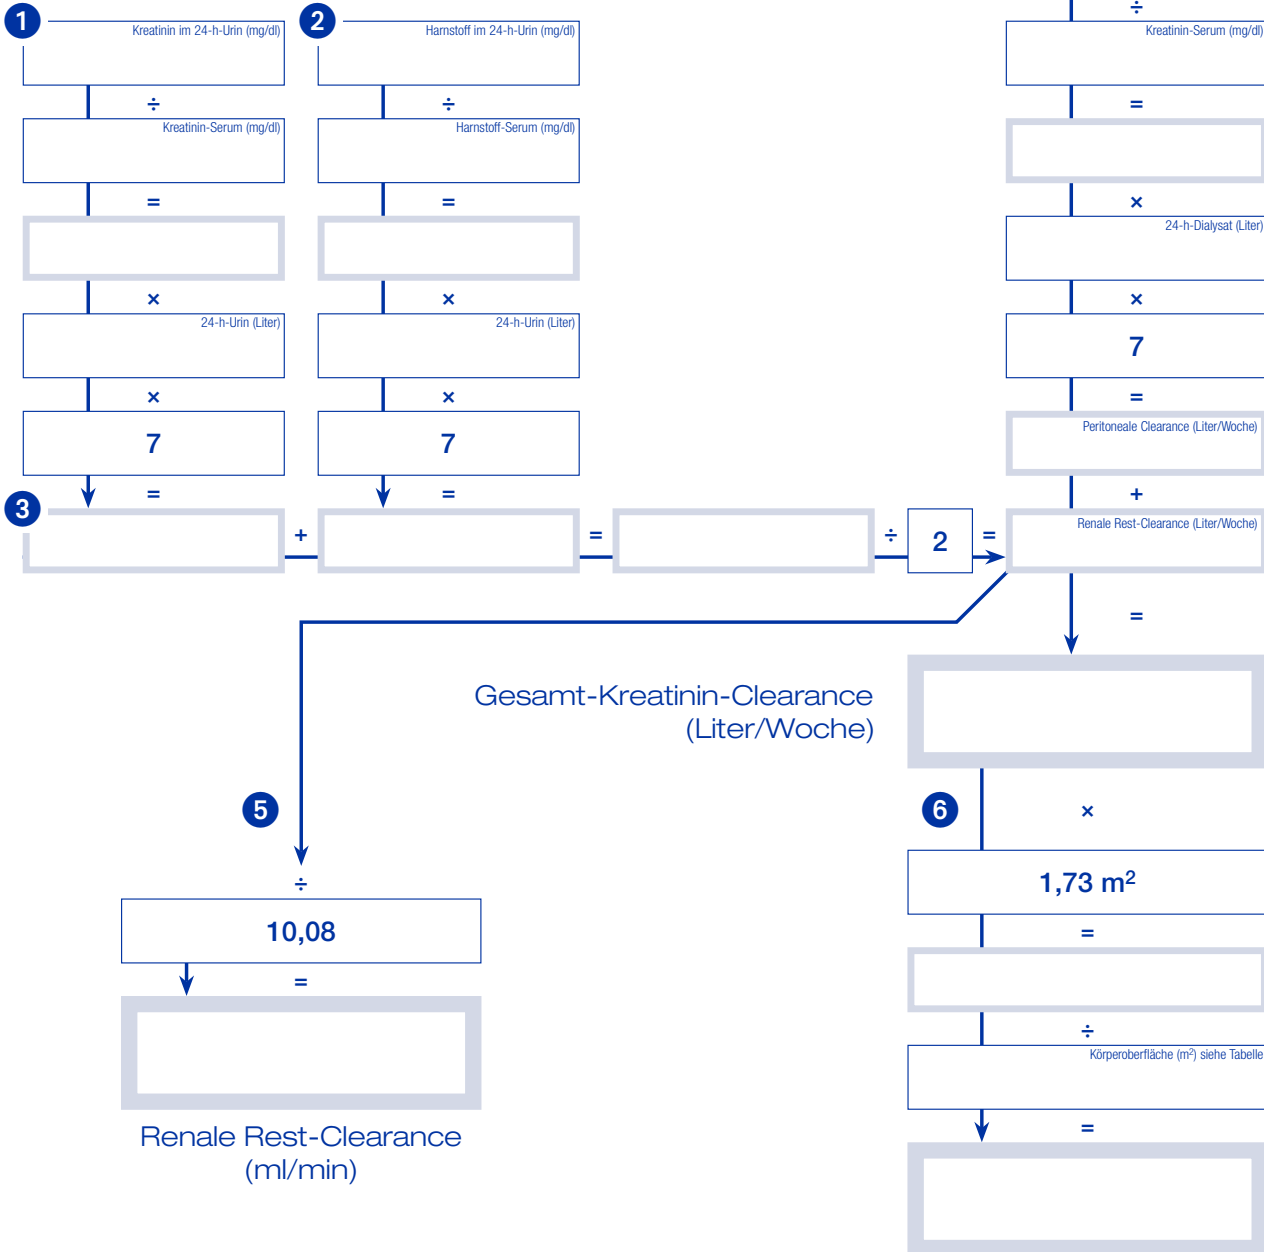 1
Kreatinin im 24-h-Urin (mg/dl)
÷
Kreatinin-Serum (mg/dl)
=
×
24-h-Urin (Liter)
×
7
=
2
Harnstoff im 24-h-Urin (mg/dl)
÷
Harnstoff-Serum (mg/dl)
=
×
24-h-Urin (Liter)
×
7
=
÷
Kreatinin-Serum (mg/dl)
=
×
24-h-Dialysat (Liter)
×
7
=
Peritoneale Clearance (Liter/Woche)
+
3
+
=
÷
2
=
Renale Rest-Clearance (Liter/Woche)
=
Gesamt-Kreatinin-Clearance
(Liter/Woche)
5
÷
10,08
=
Renale Rest-Clearance
(ml/min)
6
×
1,73 m²
=
÷
Körperoberfläche (m²) siehe Tabelle
=